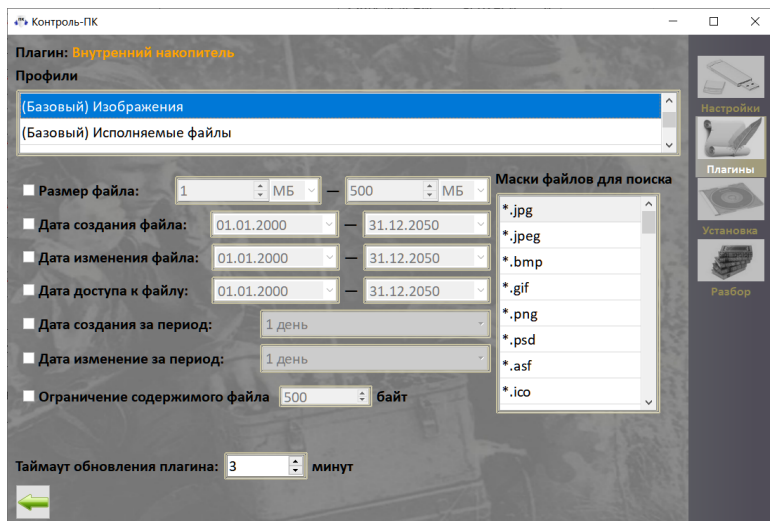 Контроль-ПК
Плагин: Внутренний накопитель
Профили
(Базовый) Изображения
(Базовый) Исполняемые файлы
Размер файла: 1 МБ — 500 МБ
Дата создания файла: 01.01.2000 — 31.12.2050
Дата изменения файла: 01.01.2000 — 31.12.2050
Дата доступа к файлу: 01.01.2000 — 31.12.2050
Дата создания за период: 1 день
Дата изменение за период: 1 день
Ограничение содержимого файла 500 байт
Маски файлов для поиска
*.jpg
*.jpeg
*.bmp
*.gif
*.png
*.psd
*.asf
*.ico
Таймаут обновления плагина: 3 минут
Настройки
Плагины
Установка
Разбор